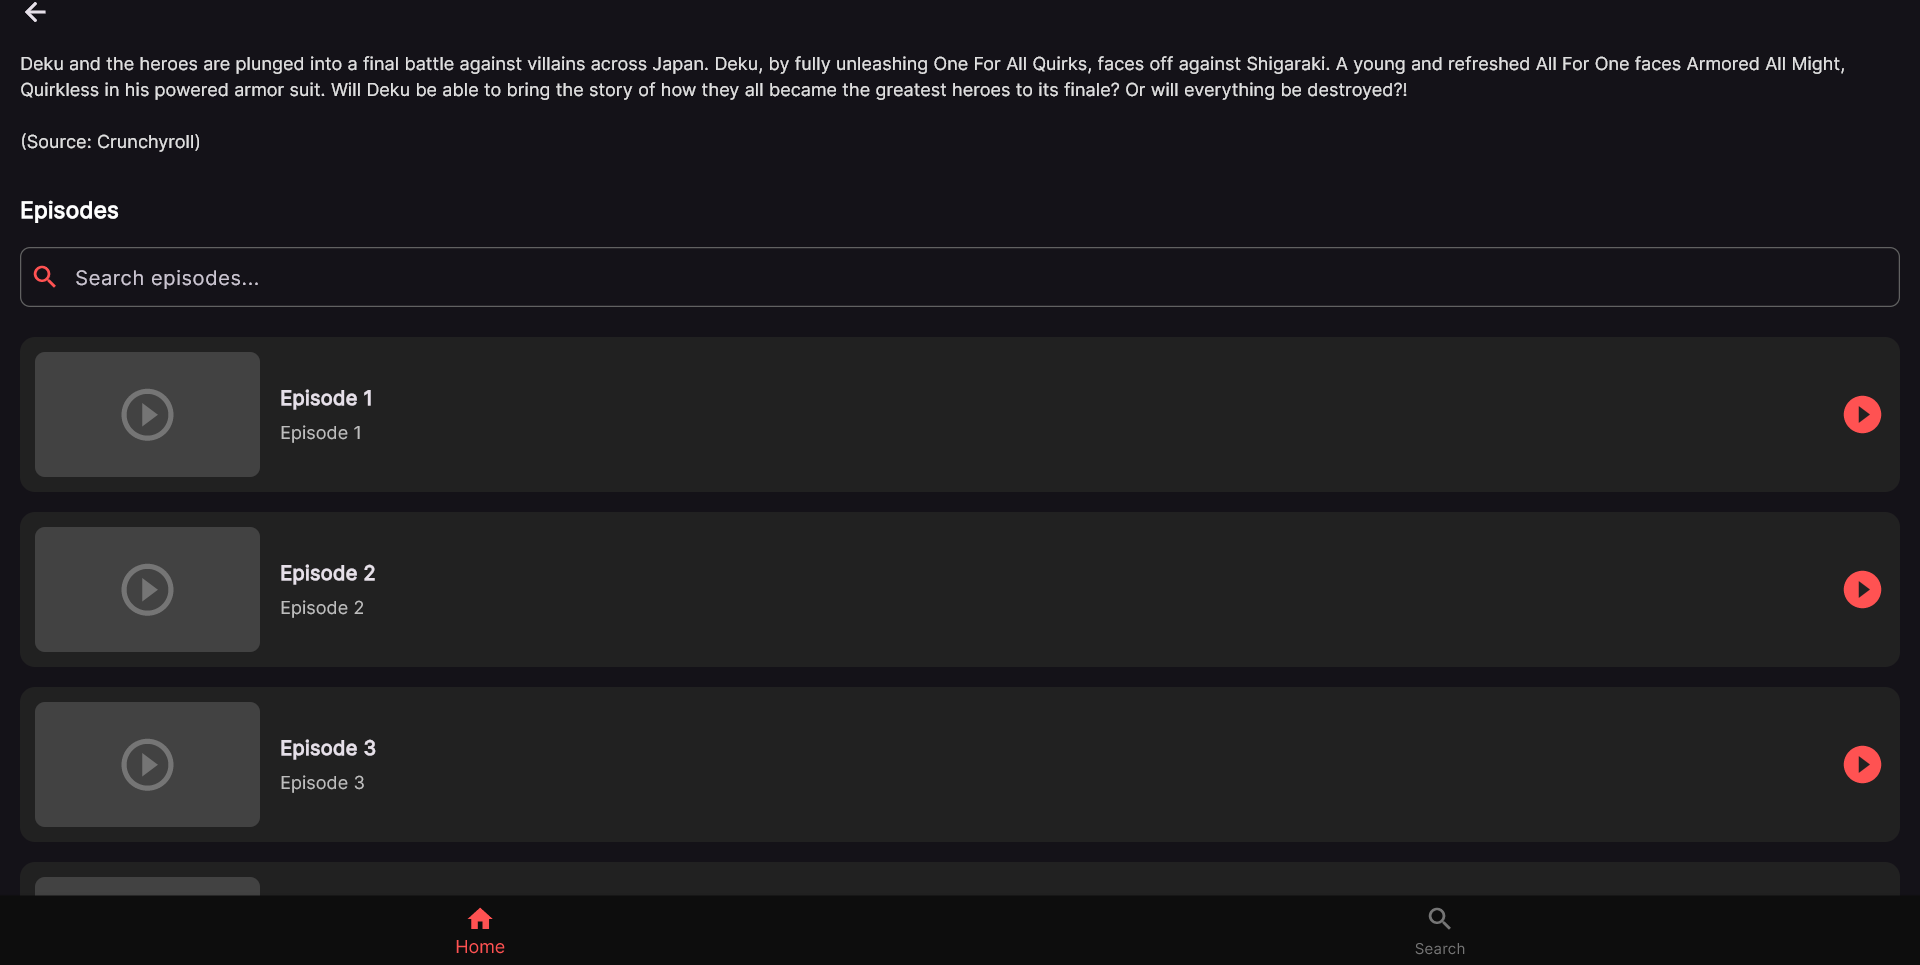 Deku and the heroes are plunged into a final battle against villains across Japan. Deku, by fully unleashing One For All Quirks, faces off against Shigaraki. A young and refreshed All For One faces Armored All Might,
Quirkless in his powered armor suit. Will Deku be able to bring the story of how they all became the greatest heroes to its finale? Or will everything be destroyed?!
(Source: Crunchyroll)
Episodes
Search episodes...
Episode 1
Episode 1
Episode 2
Episode 2
Episode 3
Episode 3
Home
Search